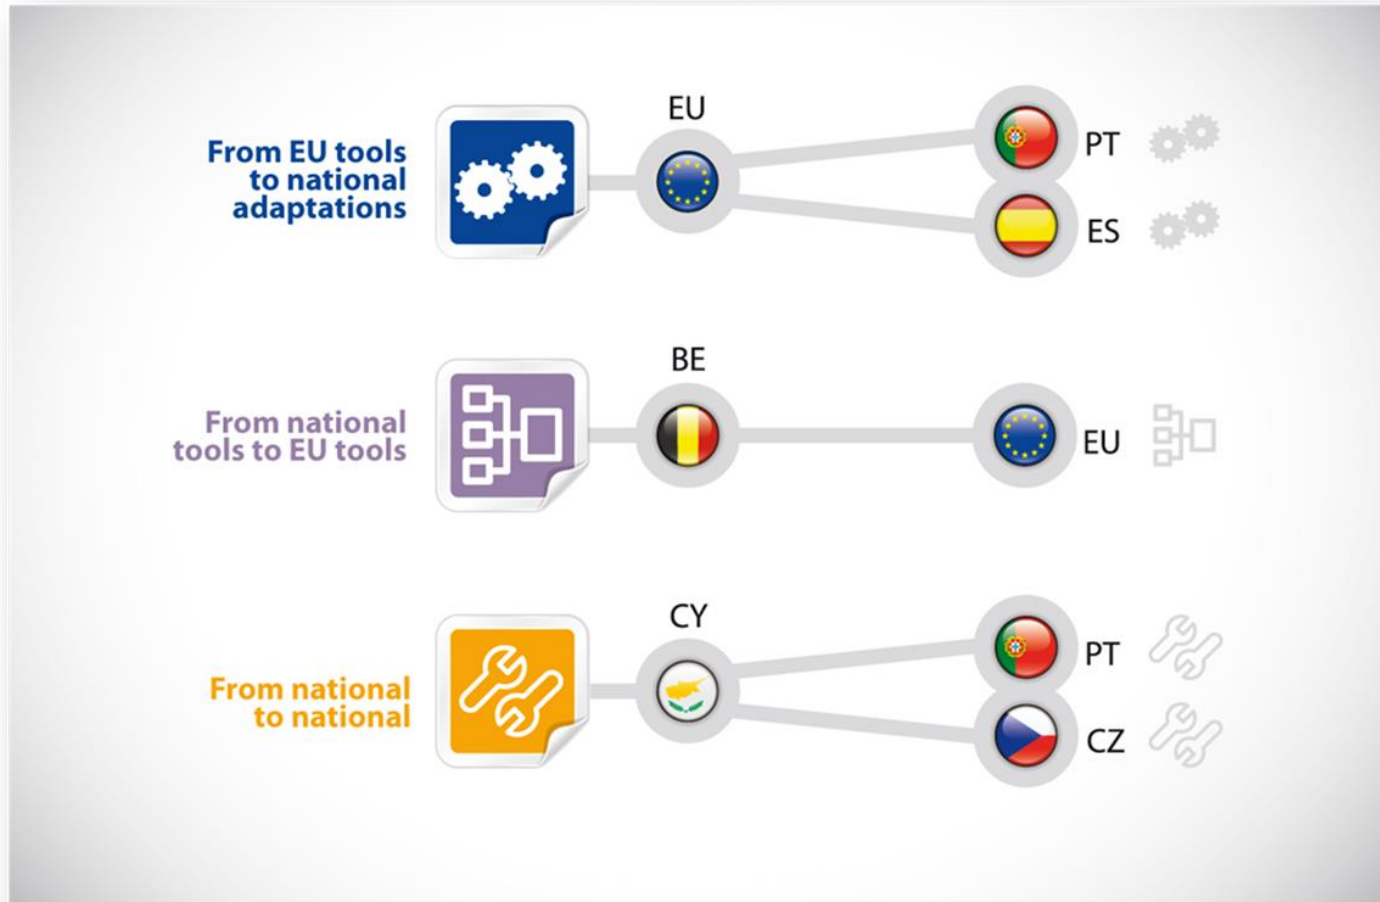 From EU tools
to national
adaptations
EU
PT
ES
From national
tools to EU tools
BE
EU
From national
to national
CY
PT
CZ